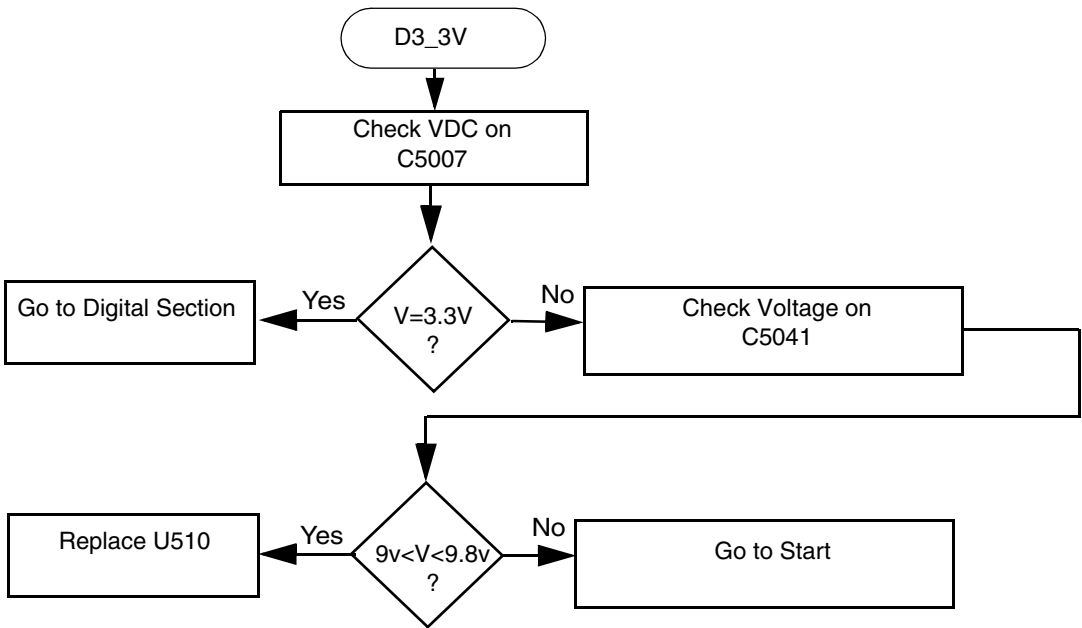 D3_3V
Check VDC on
C5007
Go to Digital Section
Yes
V=3.3V
?
No
Check Voltage on
C5041
Replace U510
Yes
9v<V<9.8v
?
No
Go to Start